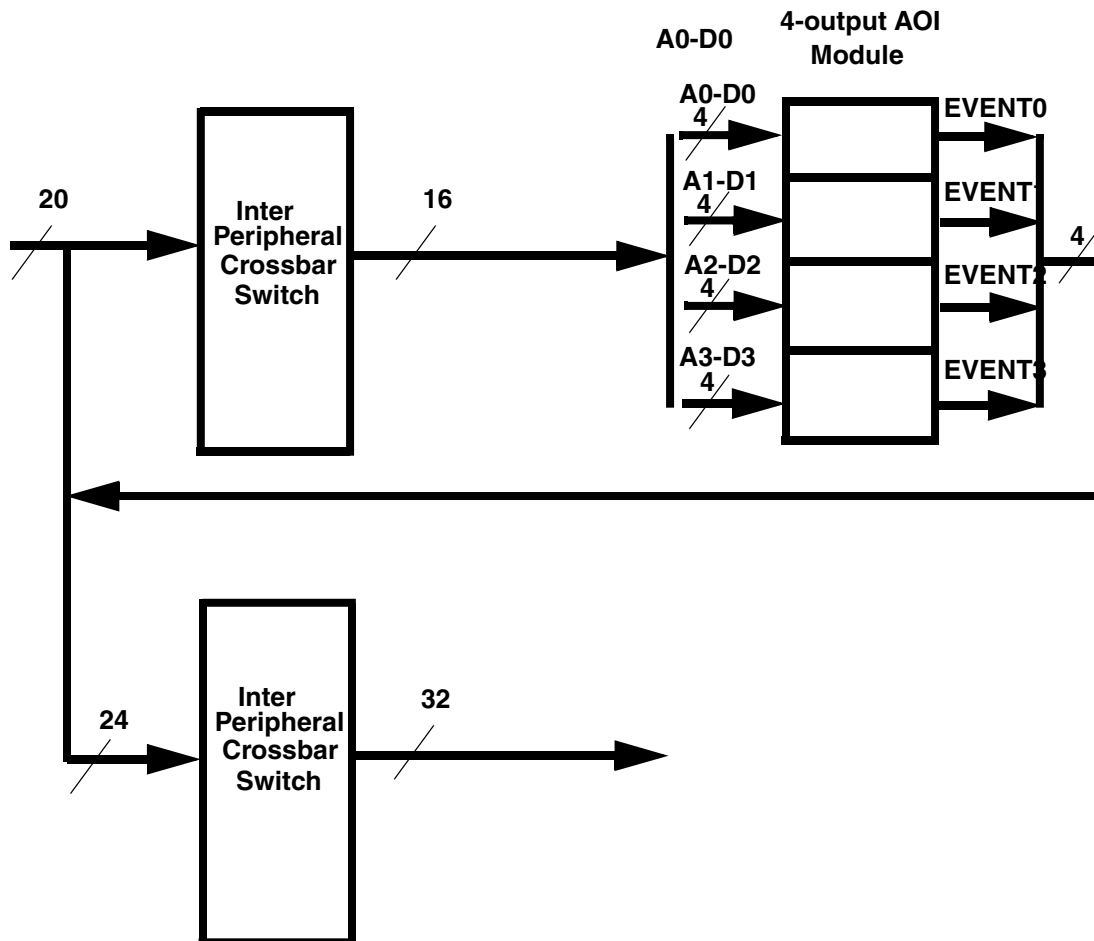 4-output AOI
Module
A0-D0
A0-D0
4
EVENT0
A1-D1
4
EVENT1
20
Inter
Peripheral
Crossbar
Switch
16
A2-D2
4
EVENT2
4
A3-D3
4
EVENT3
24
Inter
Peripheral
Crossbar
Switch
32